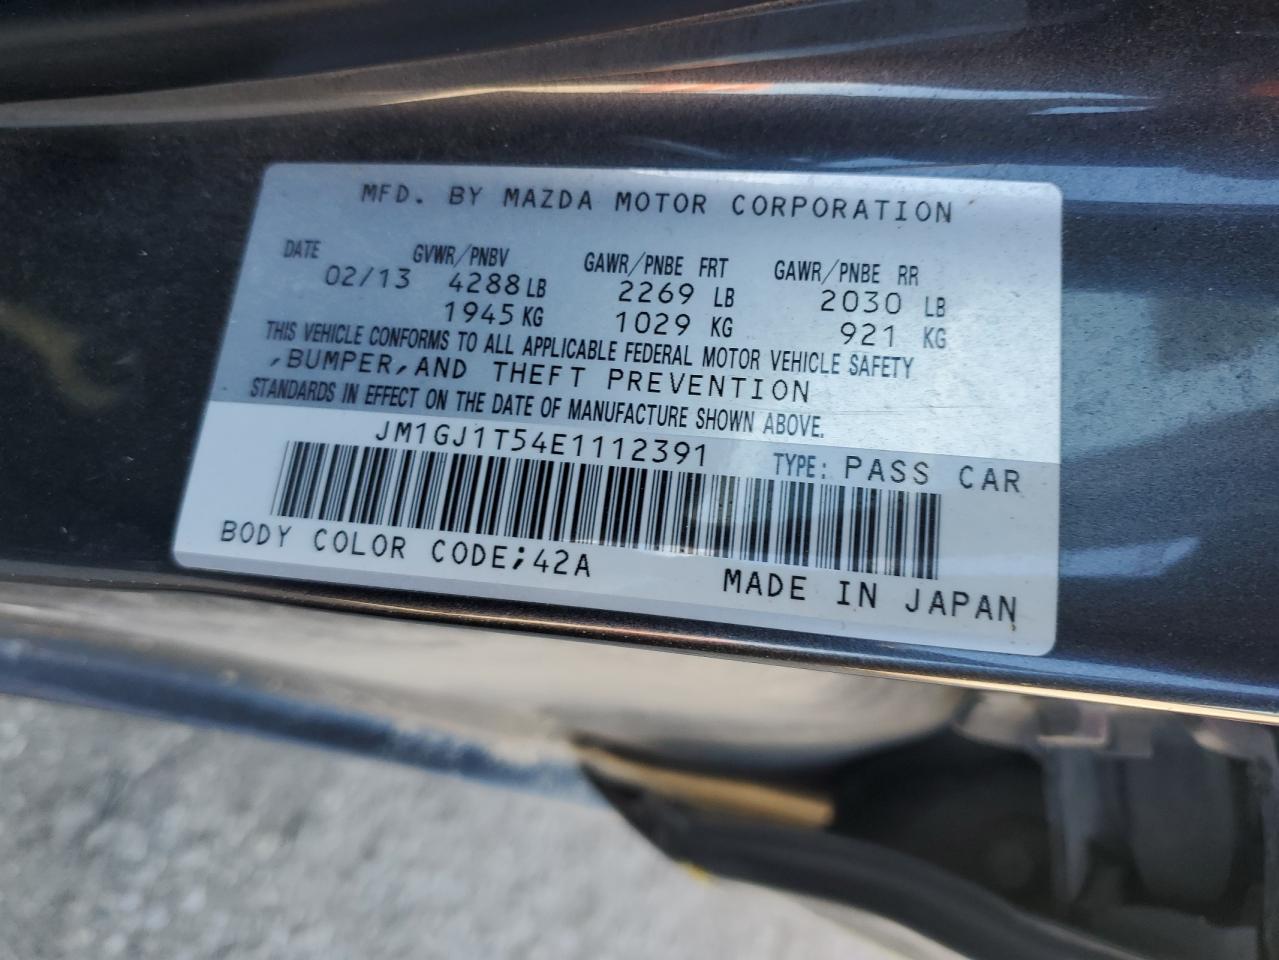 MFD. BY MAZDA MOTOR CORPORATION
DATE GVWR/PNBV GAWR/PNBE FRT GAWR/PNBE RR
02/13 4288 LB 2269 LB 2030 LB
1945 KG 1029 KG 921 KG
THIS VEHICLE CONFORMS TO ALL APPLICABLE FEDERAL MOTOR VEHICLE SAFETY
,BUMPER,AND THEFT PREVENTION
STANDARDS IN EFFECT ON THE DATE OF MANUFACTURE SHOWN ABOVE.
JM1GJ1T54E1112391 TYPE: PASS CAR
BODY COLOR CODE;42A MADE IN JAPAN